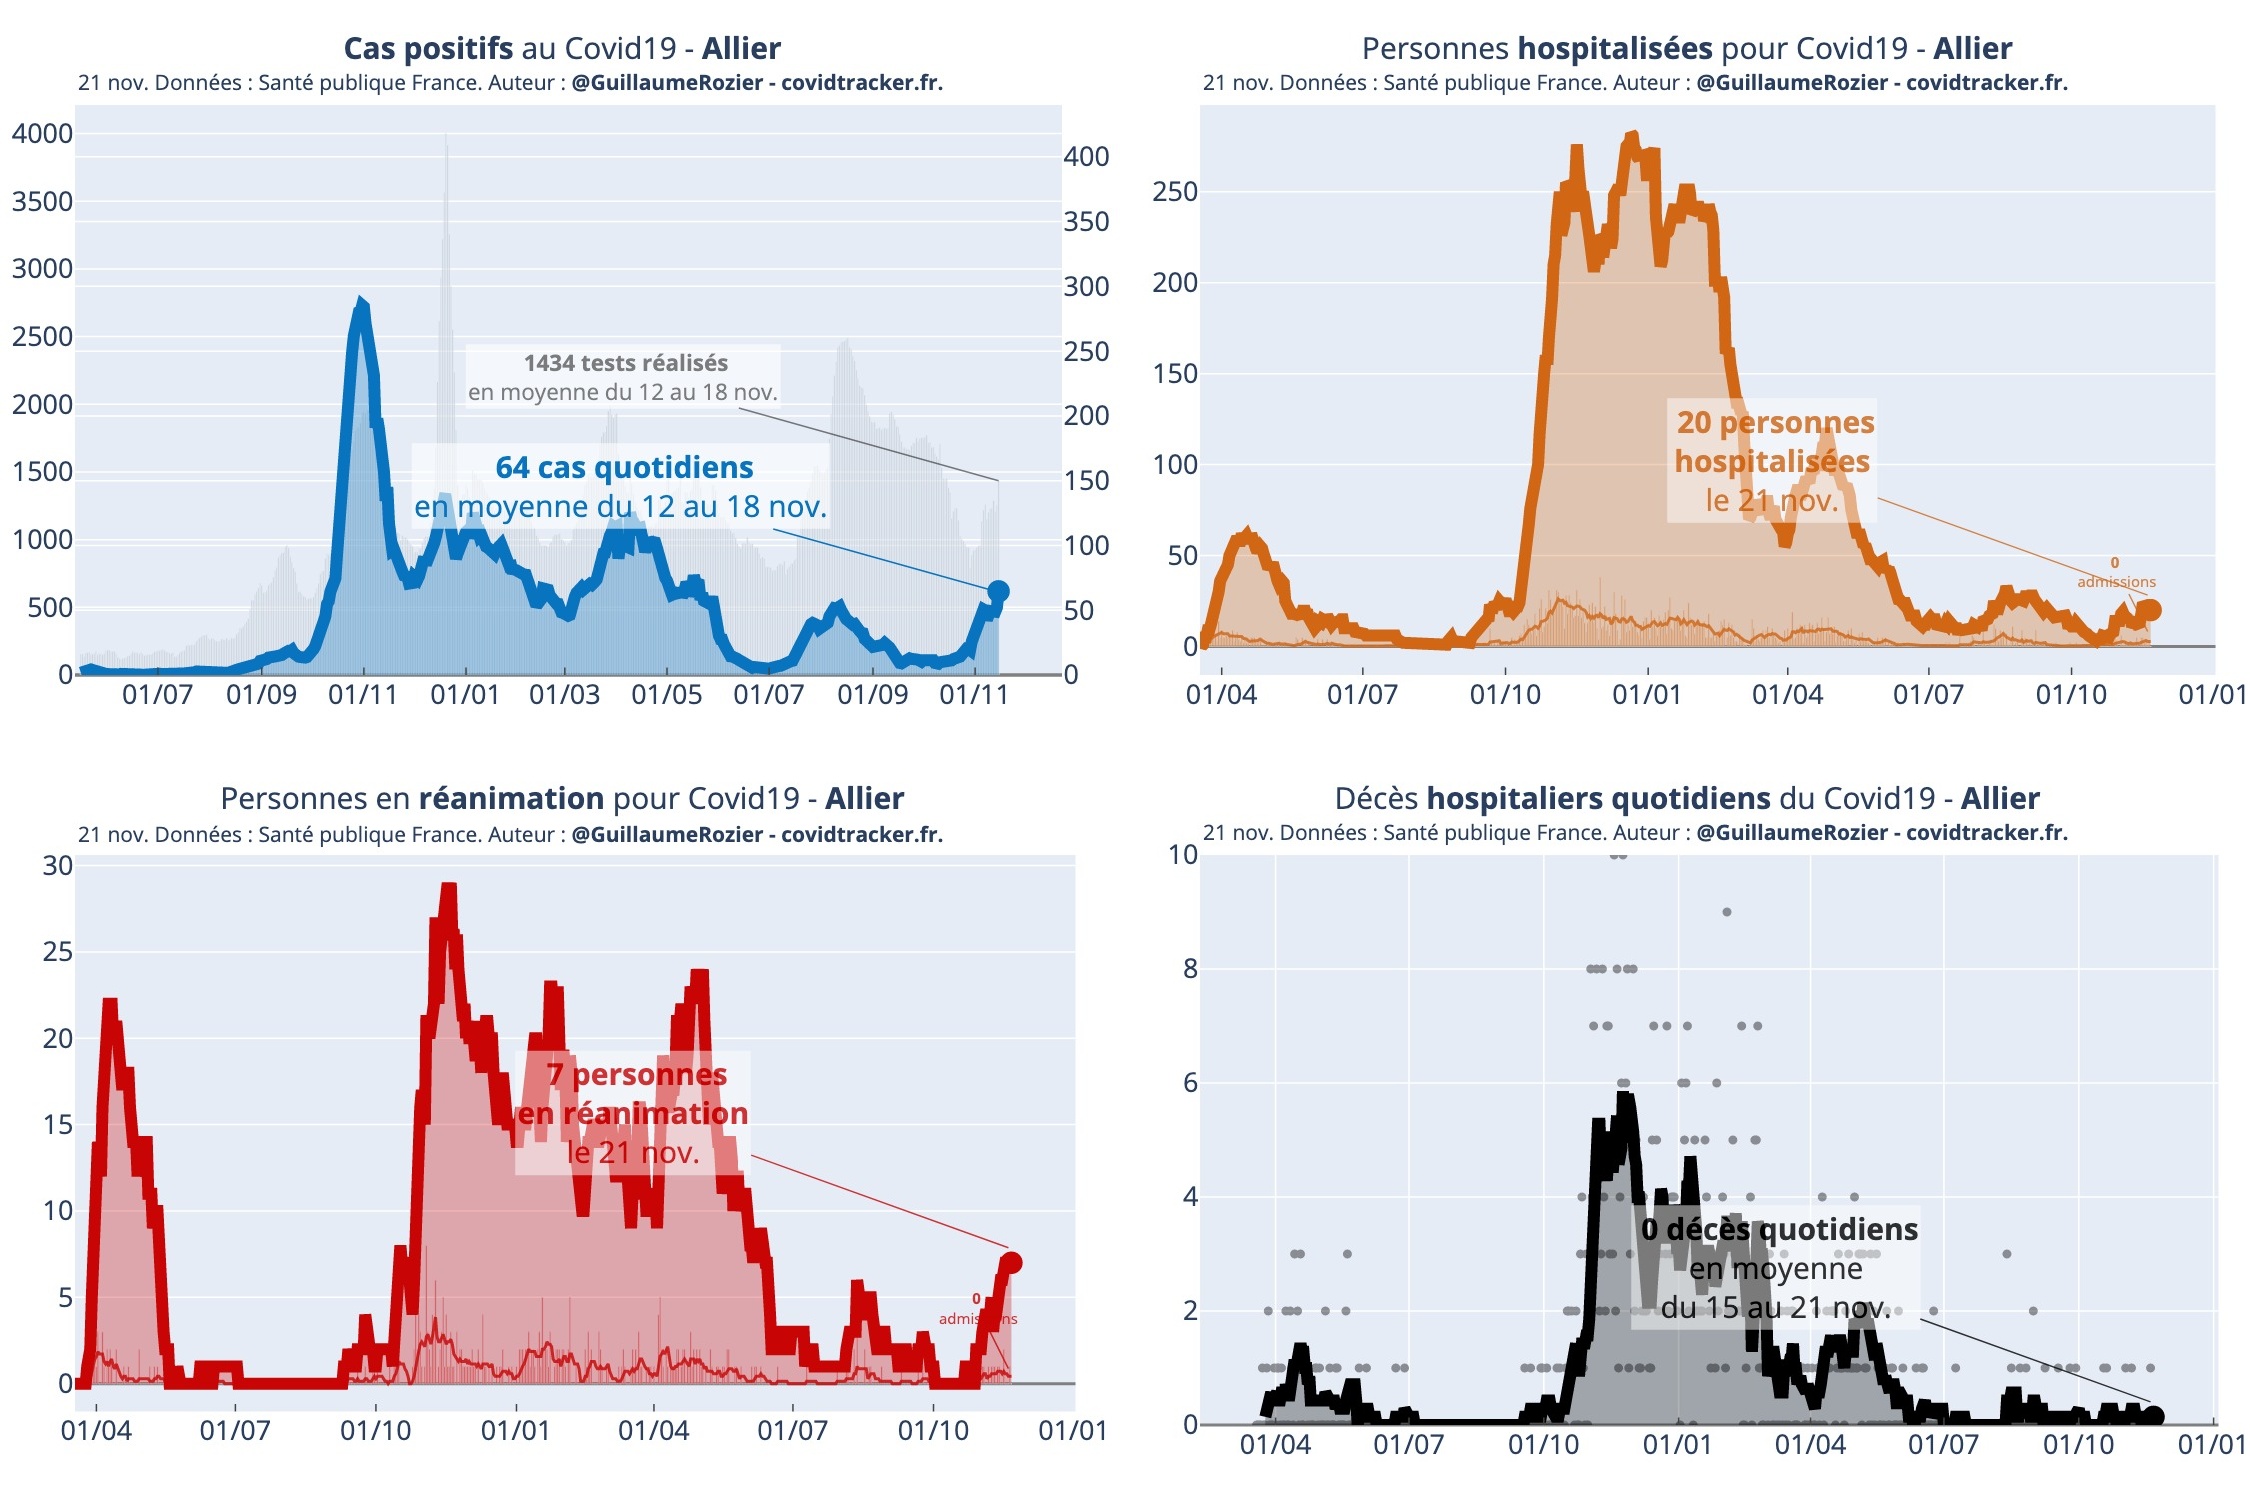 Cas positifs au Covid19 - Allier
21 nov. Données : Santé publique France. Auteur : @GuillaumeRozier - covidtracker.fr.
4000
3500
3000
2500
2000
1500
1000
500
0
400
350
300
250
200
150
100
50
0
1434 tests réalisés
en moyenne du 12 au 18 nov.
64 cas quotidiens
en moyenne du 12 au 18 nov.
01/07 01/09 01/11 01/01 01/03 01/05 01/07 01/09 01/11
Personnes hospitalisées pour Covid19 - Allier
21 nov. Données : Santé publique France. Auteur : @GuillaumeRozier - covidtracker.fr.
250
200
150
100
50
0
20 personnes
hospitalisées
le 21 nov.
0
admissions
01/04 01/07 01/10 01/01 01/04 01/07 01/10 01/01
Personnes en réanimation pour Covid19 - Allier
21 nov. Données : Santé publique France. Auteur : @GuillaumeRozier - covidtracker.fr.
30
25
20
15
10
5
0
7 personnes
en réanimation
le 21 nov.
0
admissions
01/04 01/07 01/10 01/01 01/04 01/07 01/10 01/01
Décès hospitaliers quotidiens du Covid19 - Allier
21 nov. Données : Santé publique France. Auteur : @GuillaumeRozier - covidtracker.fr.
10
8
6
4
2
0
0 décès quotidiens
en moyenne
du 15 au 21 nov.
01/04 01/07 01/10 01/01 01/04 01/07 01/10 01/01